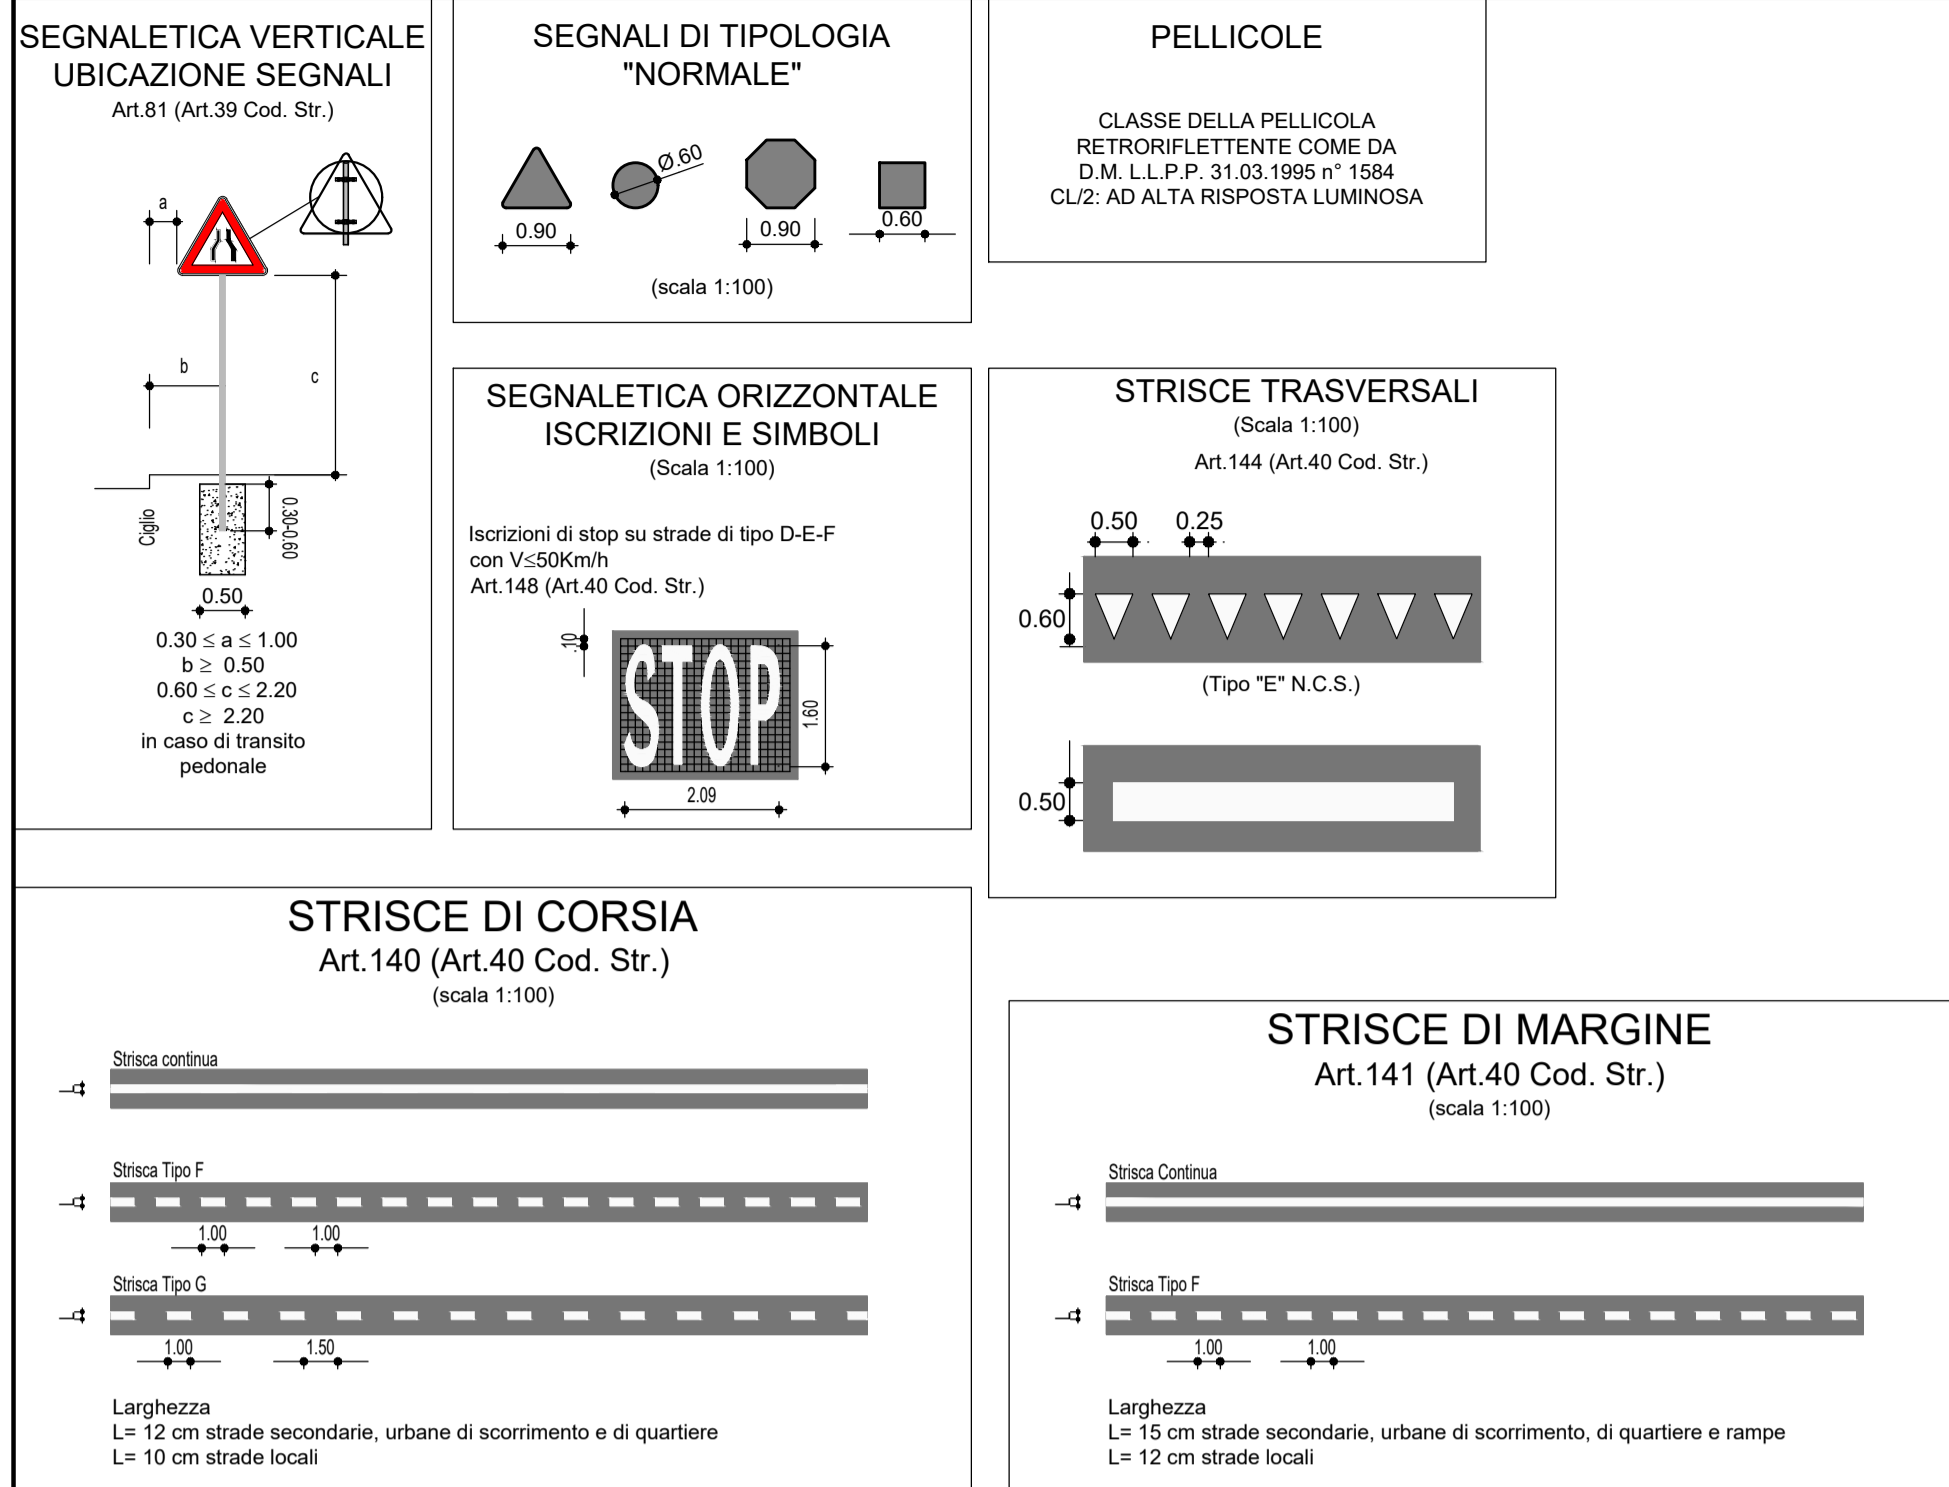 SEGNALETICA VERTICALE
UBICAZIONE SEGNALI
Art.81 (Art.39 Cod. Str.)
a
b
c
Ciglio
0.30-0.60
0.50
0.30 ≤ a ≤ 1.00
b ≥ 0.50
0.60 ≤ c ≤ 2.20
c ≥ 2.20
in caso di transito
pedonale
SEGNALI DI TIPOLOGIA
"NORMALE"
Ø.60
0.90
0.90
0.60
(scala 1:100)
PELLICOLE
CLASSE DELLA PELLICOLA
RETRORIFLETTENTE COME DA
D.M. L.L.P.P. 31.03.1995 n° 1584
CL/2: AD ALTA RISPOSTA LUMINOSA
SEGNALETICA ORIZZONTALE
ISCRIZIONI E SIMBOLI
(Scala 1:100)
Iscrizioni di stop su strade di tipo D-E-F
con V≤50Km/h
Art.148 (Art.40 Cod. Str.)
.10
STOP
1.60
2.09
STRISCE TRASVERSALI
(Scala 1:100)
Art.144 (Art.40 Cod. Str.)
0.50 0.25
0.60
(Tipo "E" N.C.S.)
0.50
STRISCE DI CORSIA
Art.140 (Art.40 Cod. Str.)
(scala 1:100)
Strisca continua
Strisca Tipo F
1.00 1.00
Strisca Tipo G
1.00 1.50
Larghezza
L= 12 cm strade secondarie, urbane di scorrimento e di quartiere
L= 10 cm strade locali
STRISCE DI MARGINE
Art.141 (Art.40 Cod. Str.)
(scala 1:100)
Strisca Continua
Strisca Tipo F
1.00 1.00
Larghezza
L= 15 cm strade secondarie, urbane di scorrimento, di quartiere e rampe
L= 12 cm strade locali